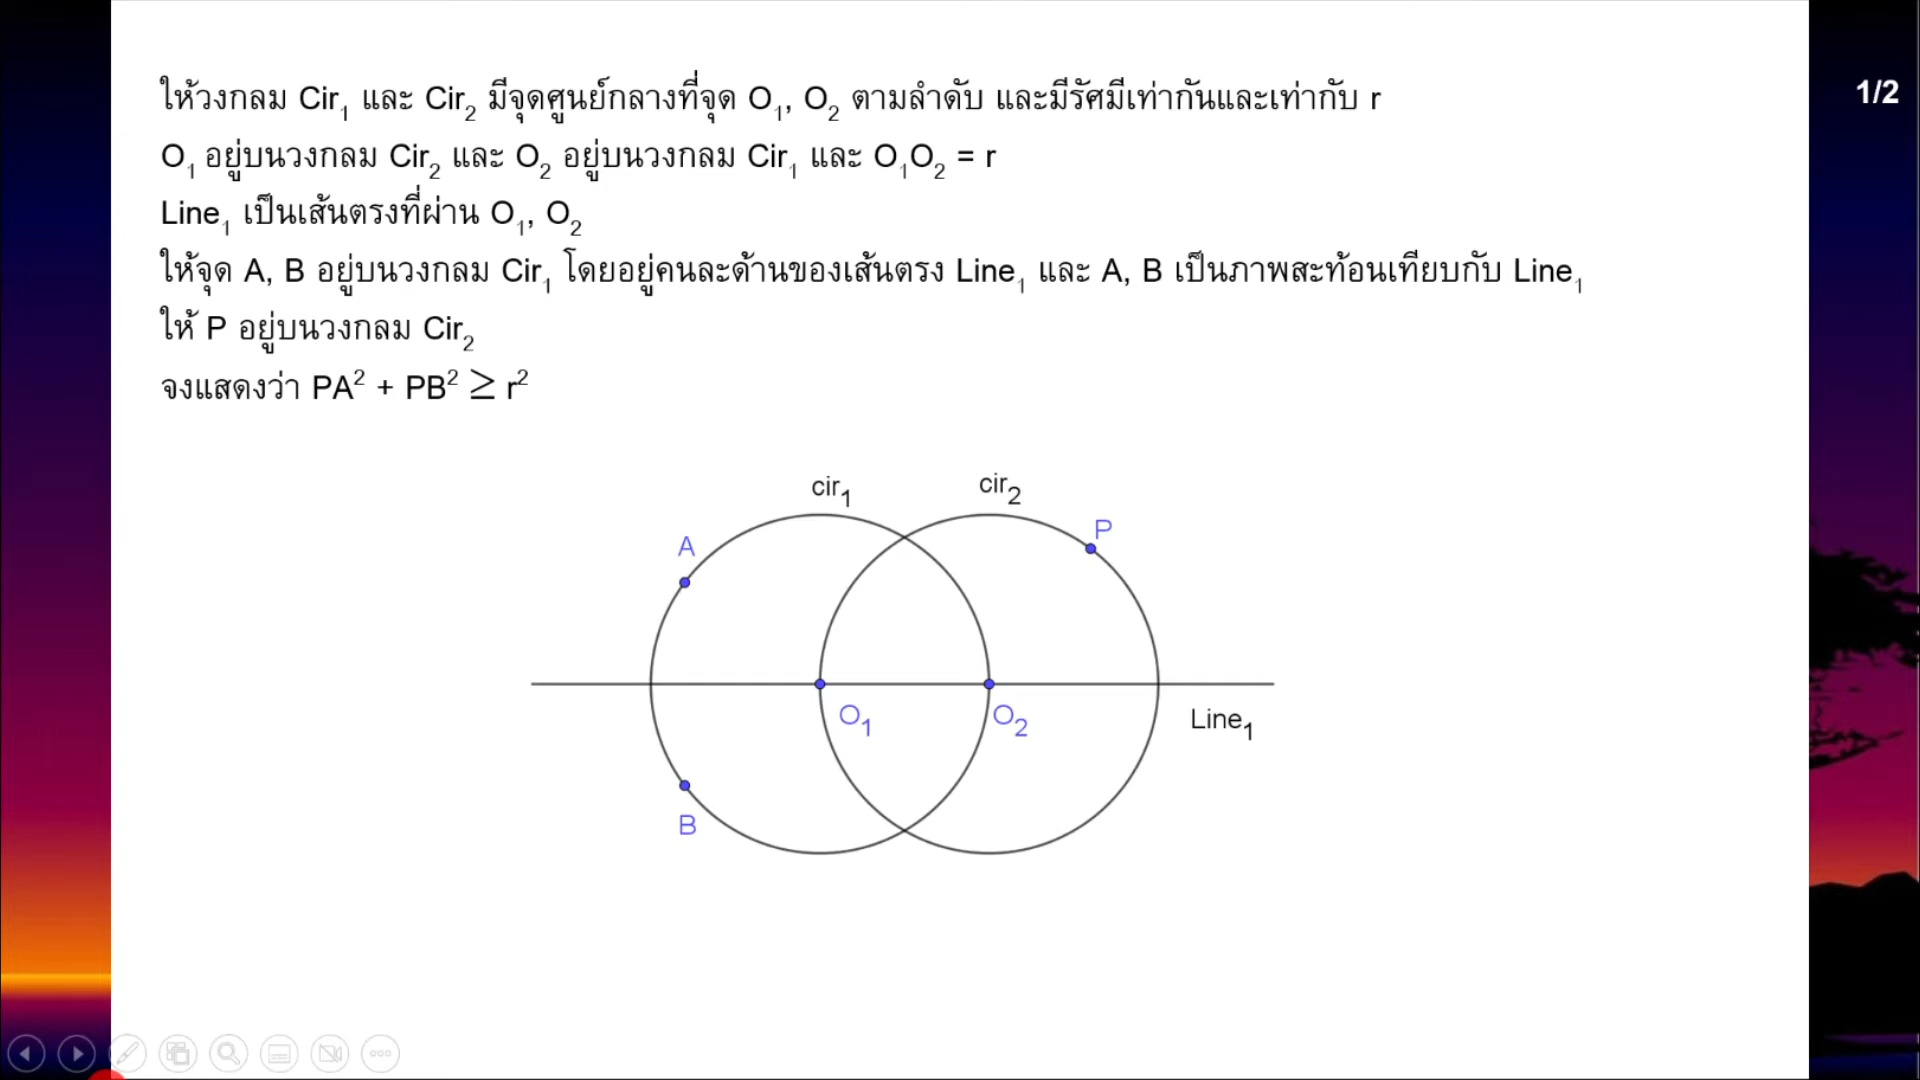 ให้วงกลม Cir₁ และ Cir₂ มีจุดศูนย์กลางที่จุด O₁, O₂ ตามลำดับ และมีรัศมีเท่ากันและเท่ากับ r
1/2
O₁ อยู่บนวงกลม Cir₂ และ O₂ อยู่บนวงกลม Cir₁ และ O₁O₂ = r
Line₁ เป็นเส้นตรงที่ผ่าน O₁, O₂
ให้จุด A, B อยู่บนวงกลม Cir₁ โดยอยู่คนละด้านของเส้นตรง Line₁ และ A, B เป็นภาพสะท้อนเทียบกับ Line₁
ให้ P อยู่บนวงกลม Cir₂
จงแสดงว่า PA² + PB² ≥ r²
cir₁
cir₂
P
A
O₁
O₂
Line₁
B